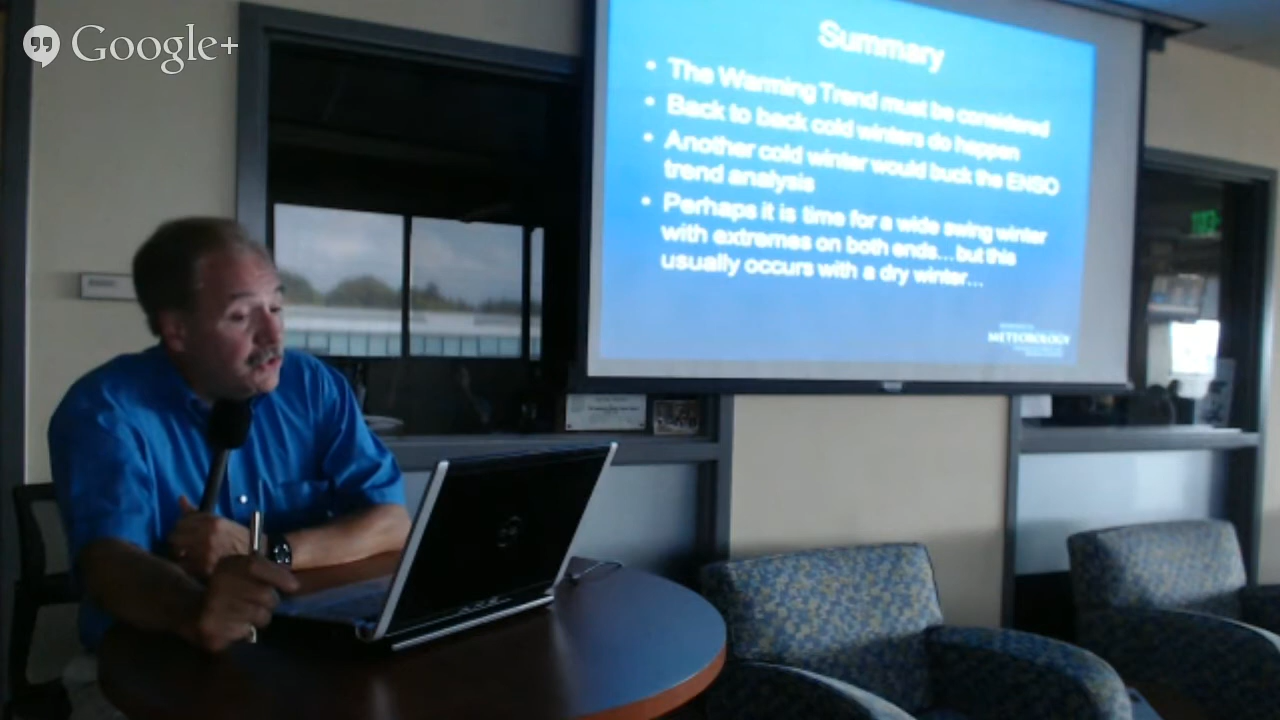 Google+
Summary
• The Warming Trend must be considered
• Back to back cold winters do happen
• Another cold winter would buck the ENSO
trend analysis
• Perhaps it is time for a wide swing winter
with extremes on both ends... but this
usually occurs with a dry winter...
METEOROLOGY